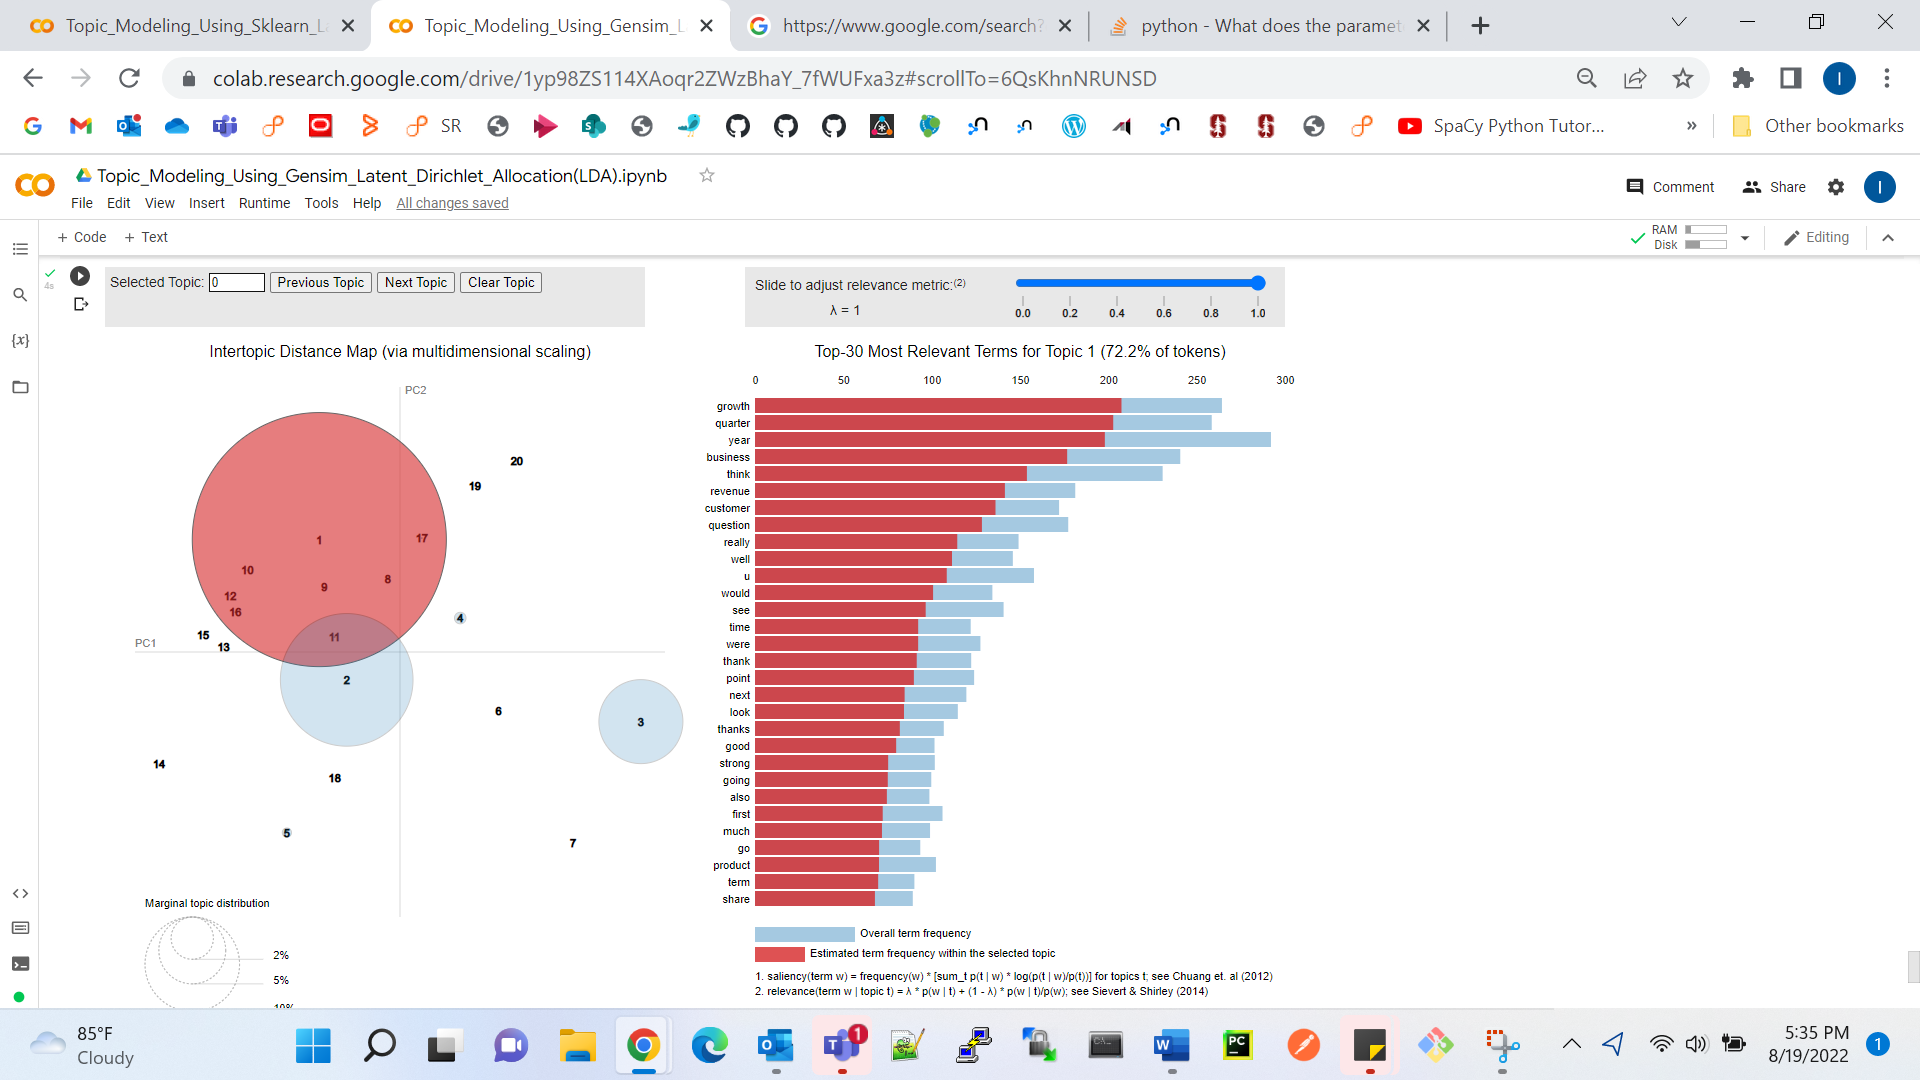 Topic_Modeling_Using_Sklearn_L
Topic_Modeling_Using_Gensim_L
https://www.google.com/search?
python - What does the paramet
colab.research.google.com/drive/1yp98ZS114XAoqr2ZWzBhaY_7fWUFxa3z#scrollTo=6QsKhnNRUNSD
I
SR
SpaCy Python Tutor...
»
Other bookmarks
Topic_Modeling_Using_Gensim_Latent_Dirichlet_Allocation(LDA).ipynb
Comment
Share
I
File Edit View Insert Runtime Tools Help All changes saved
+ Code + Text
RAM
Disk
Editing
4s
Selected Topic: 0 Previous Topic Next Topic Clear Topic
Slide to adjust relevance metric:(2)
λ = 1
0.0 0.2 0.4 0.6 0.8 1.0
{x}
Intertopic Distance Map (via multidimensional scaling)
PC2
20
19
1
17
10
9
8
12
16
4
15
13
11
PC1
2
6
3
14
18
5
7
Marginal topic distribution
2%
5%
10%
Top-30 Most Relevant Terms for Topic 1 (72.2% of tokens)
0 50 100 150 200 250 300
growth
quarter
year
business
think
revenue
customer
question
really
well
u
would
see
time
were
thank
point
next
look
thanks
good
strong
going
also
first
much
go
product
term
share
Overall term frequency
Estimated term frequency within the selected topic
1. saliency(term w) = frequency(w) * [sum_t p(t | w) * log(p(t | w)/p(t))] for topics t; see Chuang et. al (2012)
2. relevance(term w | topic t) = λ * p(w | t) + (1 - λ) * p(w | t)/p(w); see Sievert & Shirley (2014)
85°F
Cloudy
1
PC
5:35 PM
8/19/2022
1